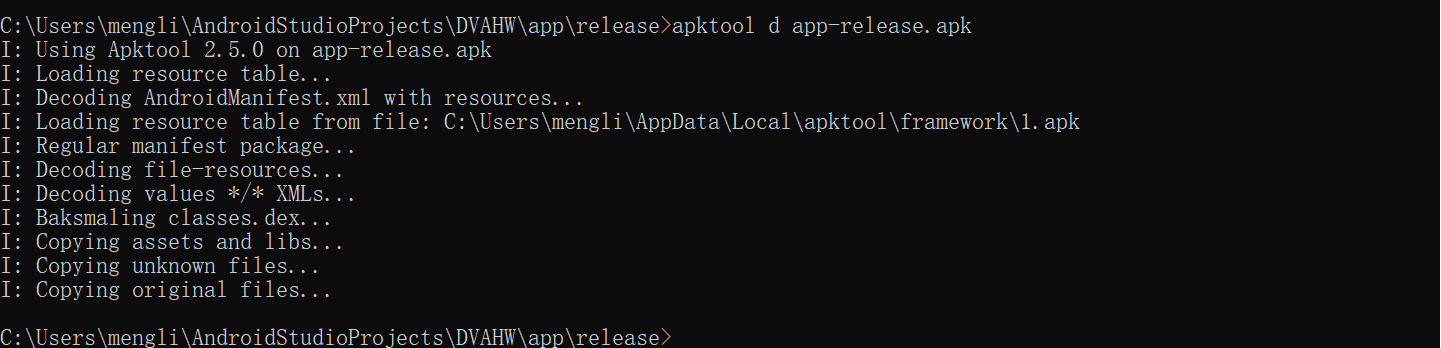 C:\Users\mengli\AndroidStudioProjects\DVAHW\app\release>apktool d app-release.apk
I: Using Apktool 2.5.0 on app-release.apk
I: Loading resource table...
I: Decoding AndroidManifest.xml with resources...
I: Loading resource table from file: C:\Users\mengli\AppData\Local\apktool\framework\1.apk
I: Regular manifest package...
I: Decoding file-resources...
I: Decoding values */* XMLs...
I: Baksmaling classes.dex...
I: Copying assets and libs...
I: Copying unknown files...
I: Copying original files...
C:\Users\mengli\AndroidStudioProjects\DVAHW\app\release>